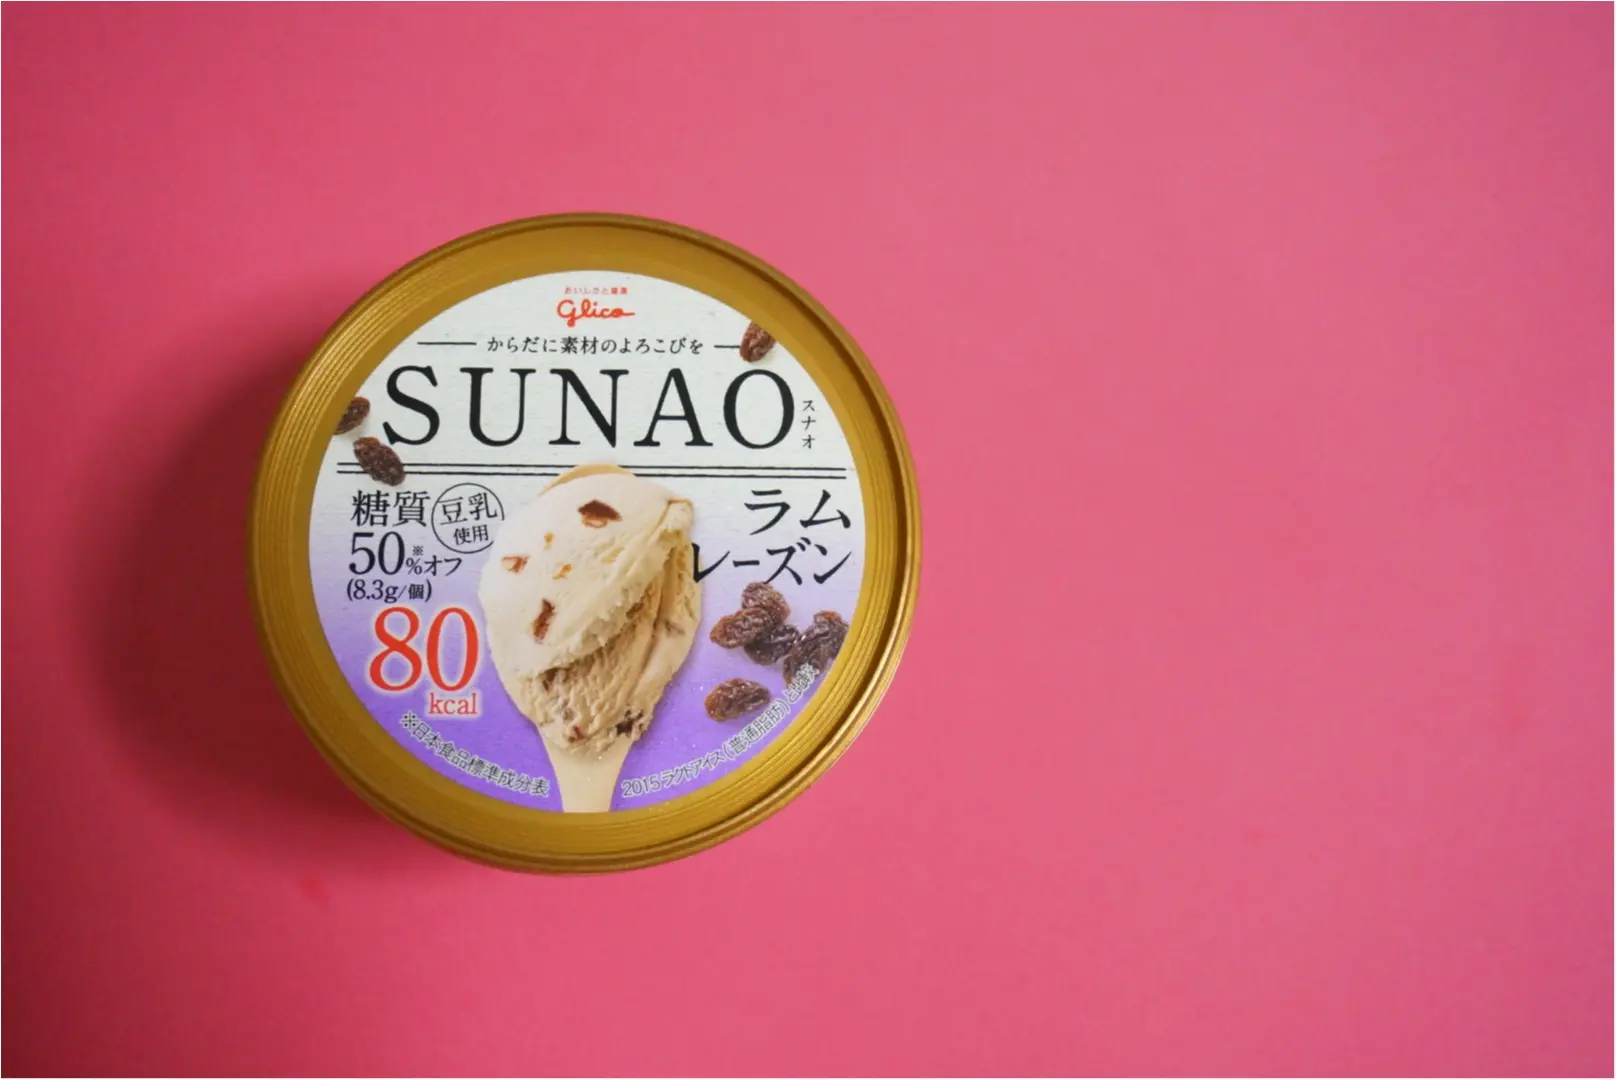 おいしさと健康
Glico
からだに素材のよろこびを
SUNAO
スナオ
糖質
50%※オフ
(8.3g/個)
豆乳
使用
80
kcal
ラム
レーズン
※日本食品標準成分表
2015ラクトアイス(普通脂肪)と比較